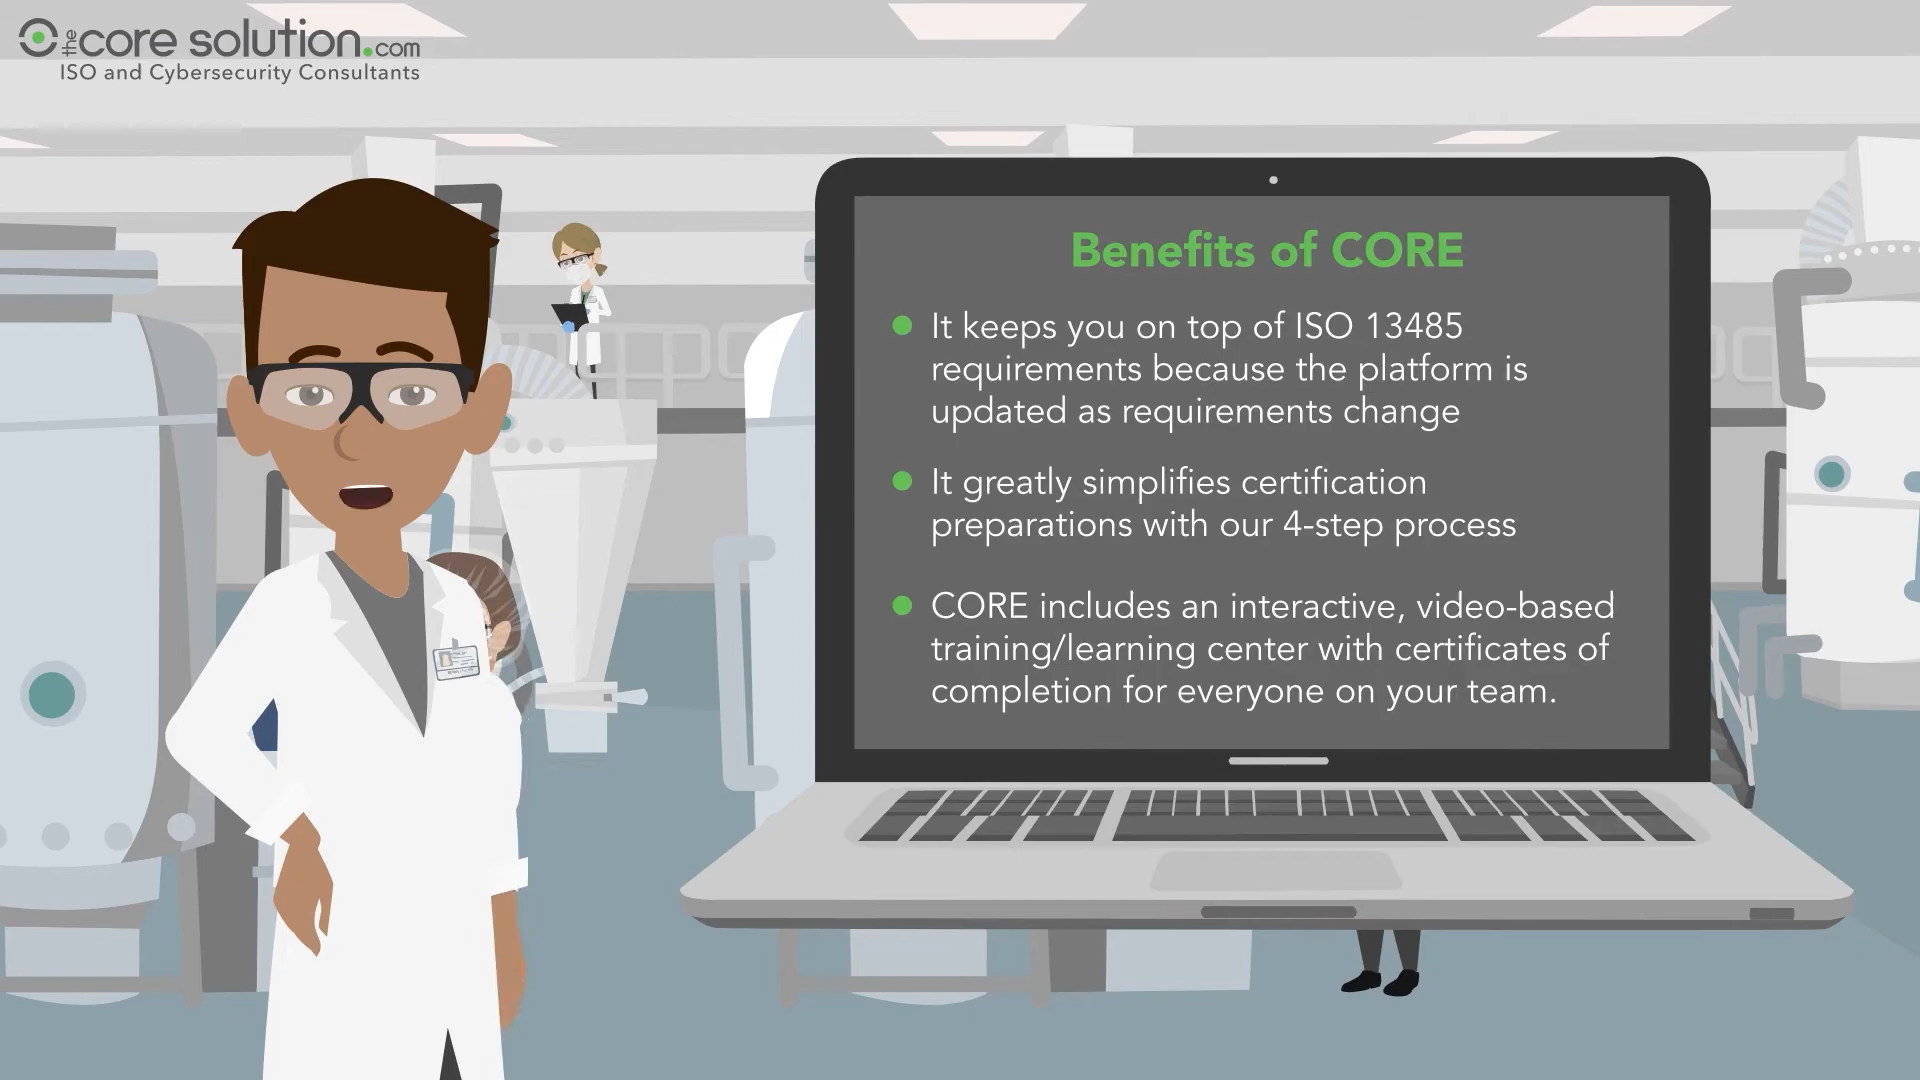 the core solution.com
ISO and Cybersecurity Consultants
Benefits of CORE
It keeps you on top of ISO 13485
requirements because the platform is
updated as requirements change
It greatly simplifies certification
preparations with our 4-step process
CORE includes an interactive, video-based
training/learning center with certificates of
completion for everyone on your team.